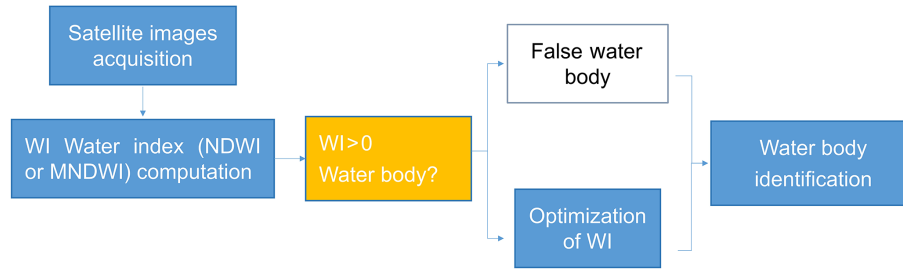 Satellite images
acquisition
WI Water index (NDWI
or MNDWI) computation
WI>0
Water body?
False water
body
Optimization
of WI
Water body
identification